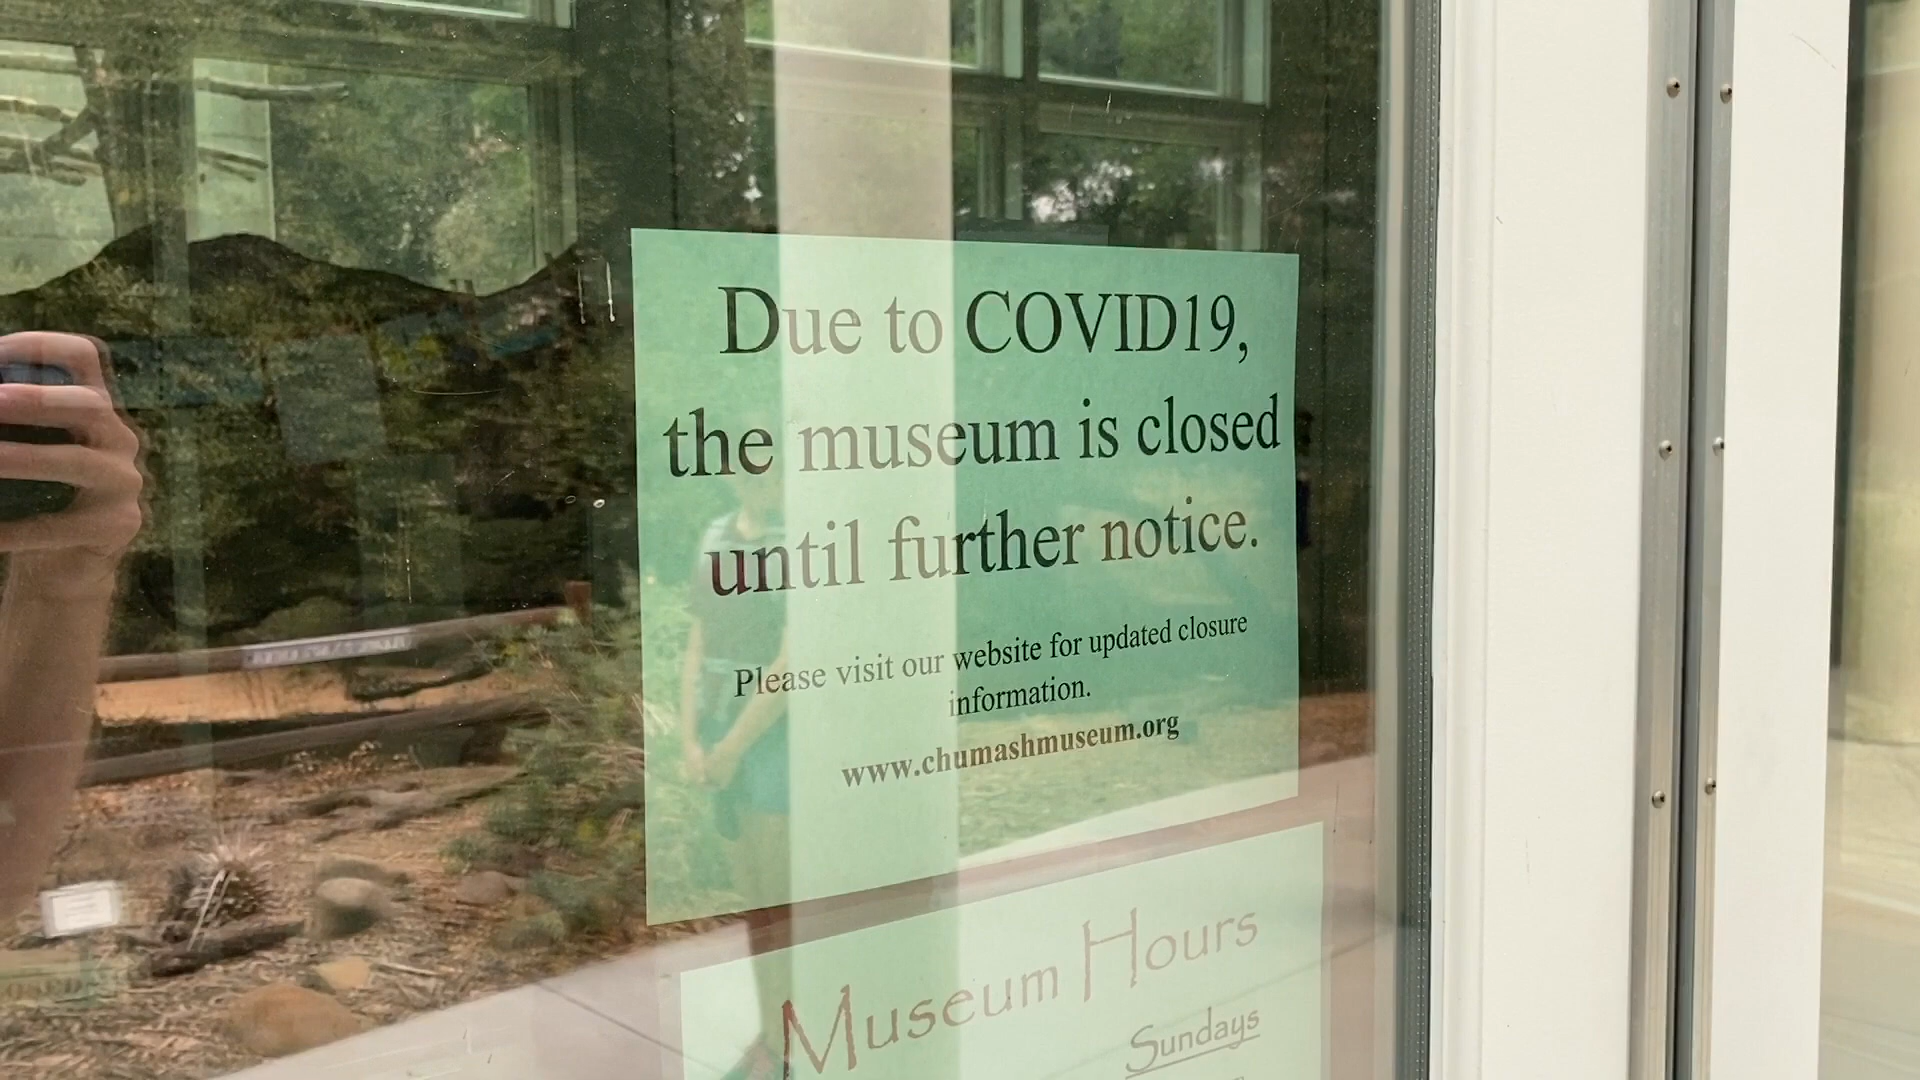 Due to COVID19,
the museum is closed
until further notice.
Please visit our website for updated closure
information.
www.chumashmuseum.org
Museum Hours
Sundays